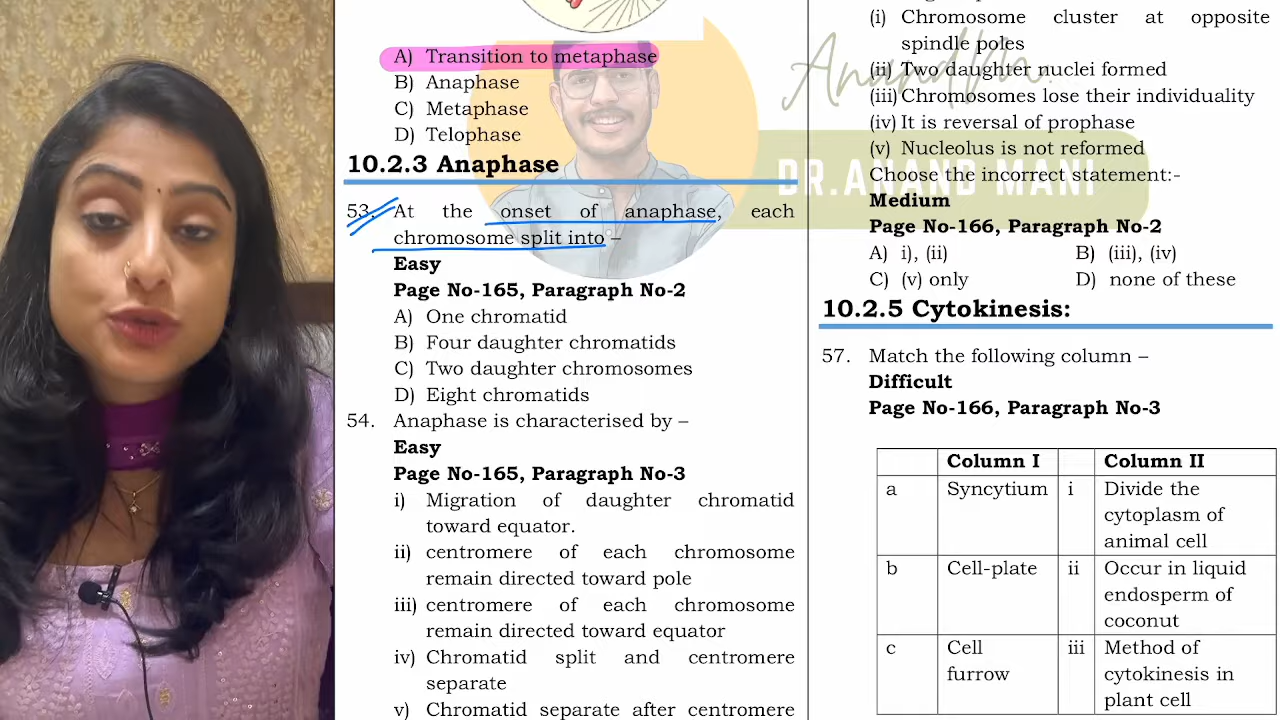 A) Transition to metaphase
B) Anaphase
C) Metaphase
D) Telophase
10.2.3 Anaphase
53. At the onset of anaphase, each
chromosome split into –
Easy
Page No-165, Paragraph No-2
A) One chromatid
B) Four daughter chromatids
C) Two daughter chromosomes
D) Eight chromatids
54. Anaphase is characterised by –
Easy
Page No-165, Paragraph No-3
i) Migration of daughter chromatid
toward equator.
ii) centromere of each chromosome
remain directed toward pole
iii) centromere of each chromosome
remain directed toward equator
iv) Chromatid split and centromere
separate
v) Chromatid separate after centromere
(i) Chromosome cluster at opposite
spindle poles
(ii) Two daughter nuclei formed
(iii) Chromosomes lose their individuality
(iv) It is reversal of prophase
(v) Nucleolus is not reformed
Choose the incorrect statement:-
Medium
Page No-166, Paragraph No-2
A) i), (ii) B) (iii), (iv)
C) (v) only D) none of these
10.2.5 Cytokinesis:
57. Match the following column –
Difficult
Page No-166, Paragraph No-3
Column I Column II
a Syncytium i Divide the
cytoplasm of
animal cell
b Cell-plate ii Occur in liquid
endosperm of
coconut
c Cell iii Method of
furrow cytokinesis in
plant cell
DR.ANAND MANI